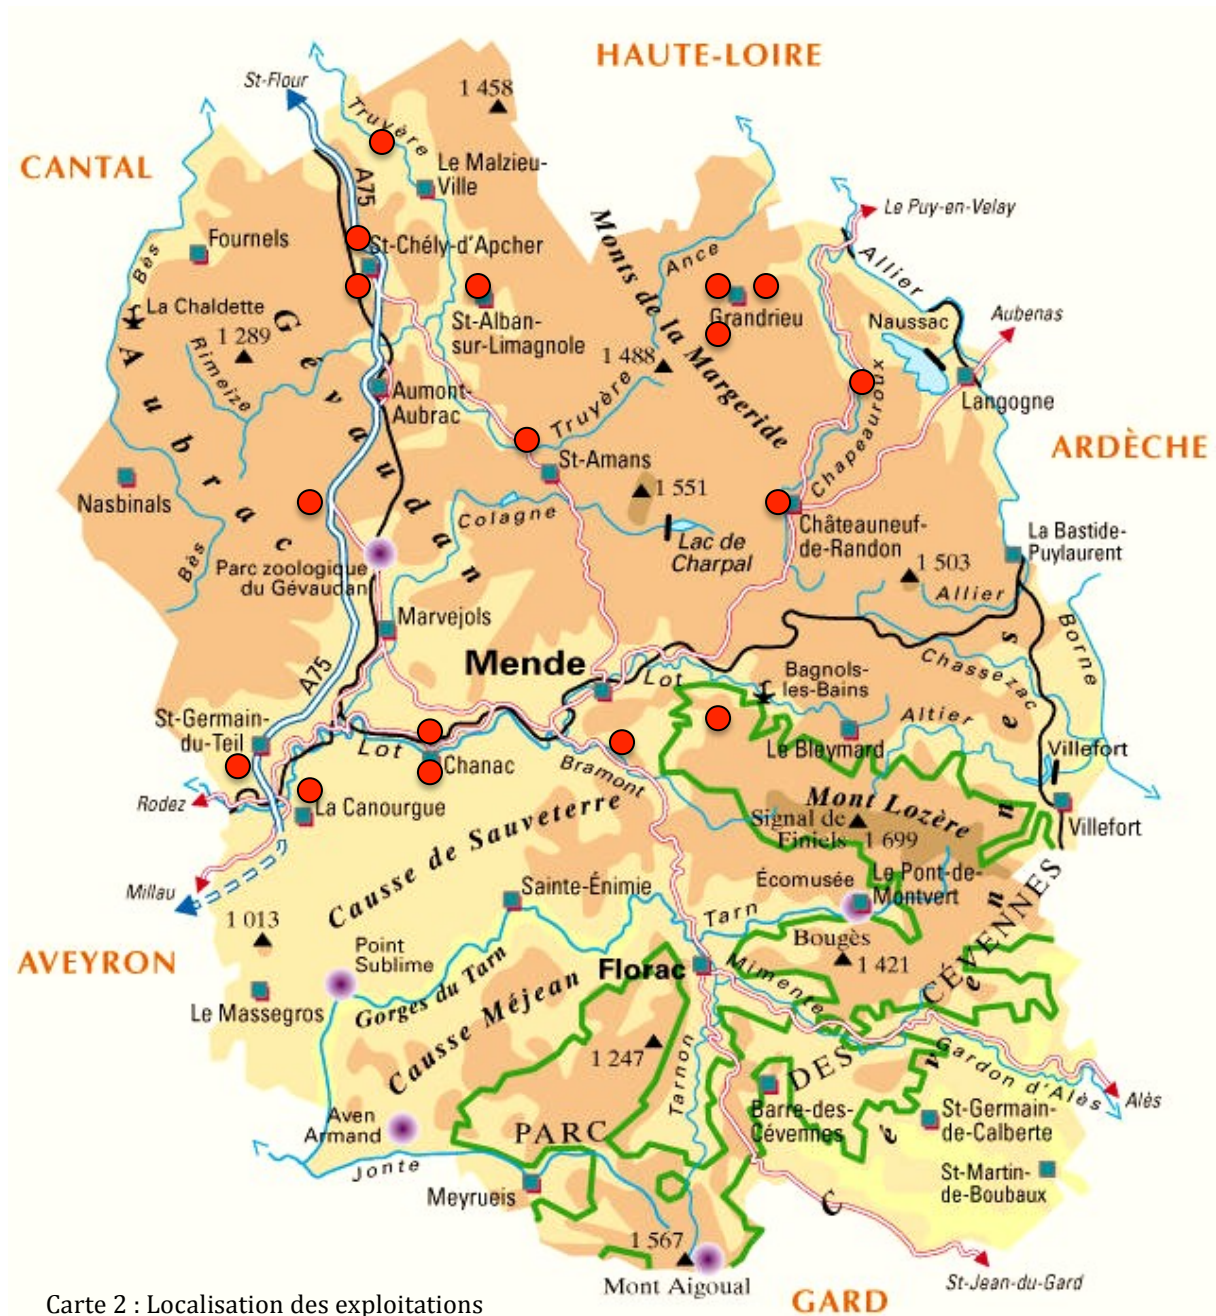 HAUTE-LOIRE
St-Flour
1 458
Truyère
CANTAL
A75
Le Malzieu-
Ville
Le Puy-en-Velay
Fournels
St-Chély-d'Apcher
Monts de la Margeride
Ance
Allier
Bès
La Chaldette
Gévaudan
St-Alban-
sur-Limagnole
Grandrieu
Naussac
Aubenas
1 289
Rimeize
Aubrac
1 488
Truyère
Aumont-
Aubrac
Langogne
Chapeauroux
ARDÈCHE
St-Amans
Nasbinals
1 551
Colagne
Lac de
Charpal
Châteauneuf-
de-Randon
La Bastide-
Puylaurent
Bès
Parc zoologique
du Gévaudan
1 503
Allier
Marvejols
Borne
Chassezac
Mende
Lot
Bagnols-
les-Bains
A75
St-Germain-
du-Teil
Lot
Altier
Chanac
Bramont
Le Bleymard
Villefort
Rodez
La Canourgue
Mont Lozère
Signal de
Finiels
1 699
Villefort
Causse de Sauveterre
Millau
Sainte-Énimie
Écomusée
Le Pont-de-
Montvert
1 013
Tarn
AVEYRON
Point
Sublime
Bougès
1 421
Florac
Mimente
CÉVENNES
Gorges du Tarn
Le Massegros
Causse Méjean
1 247
Tarnon
DES
Gardon d'Alès
Alès
Barre-des-
Cévennes
St-Germain-
de-Calberte
Aven
Armand
PARC
Cévennes
Jonte
St-Martin-
de-Boubaux
Meyrueis
1 567
Mont Aigoual
St-Jean-du-Gard
GARD
Carte 2 : Localisation des exploitations